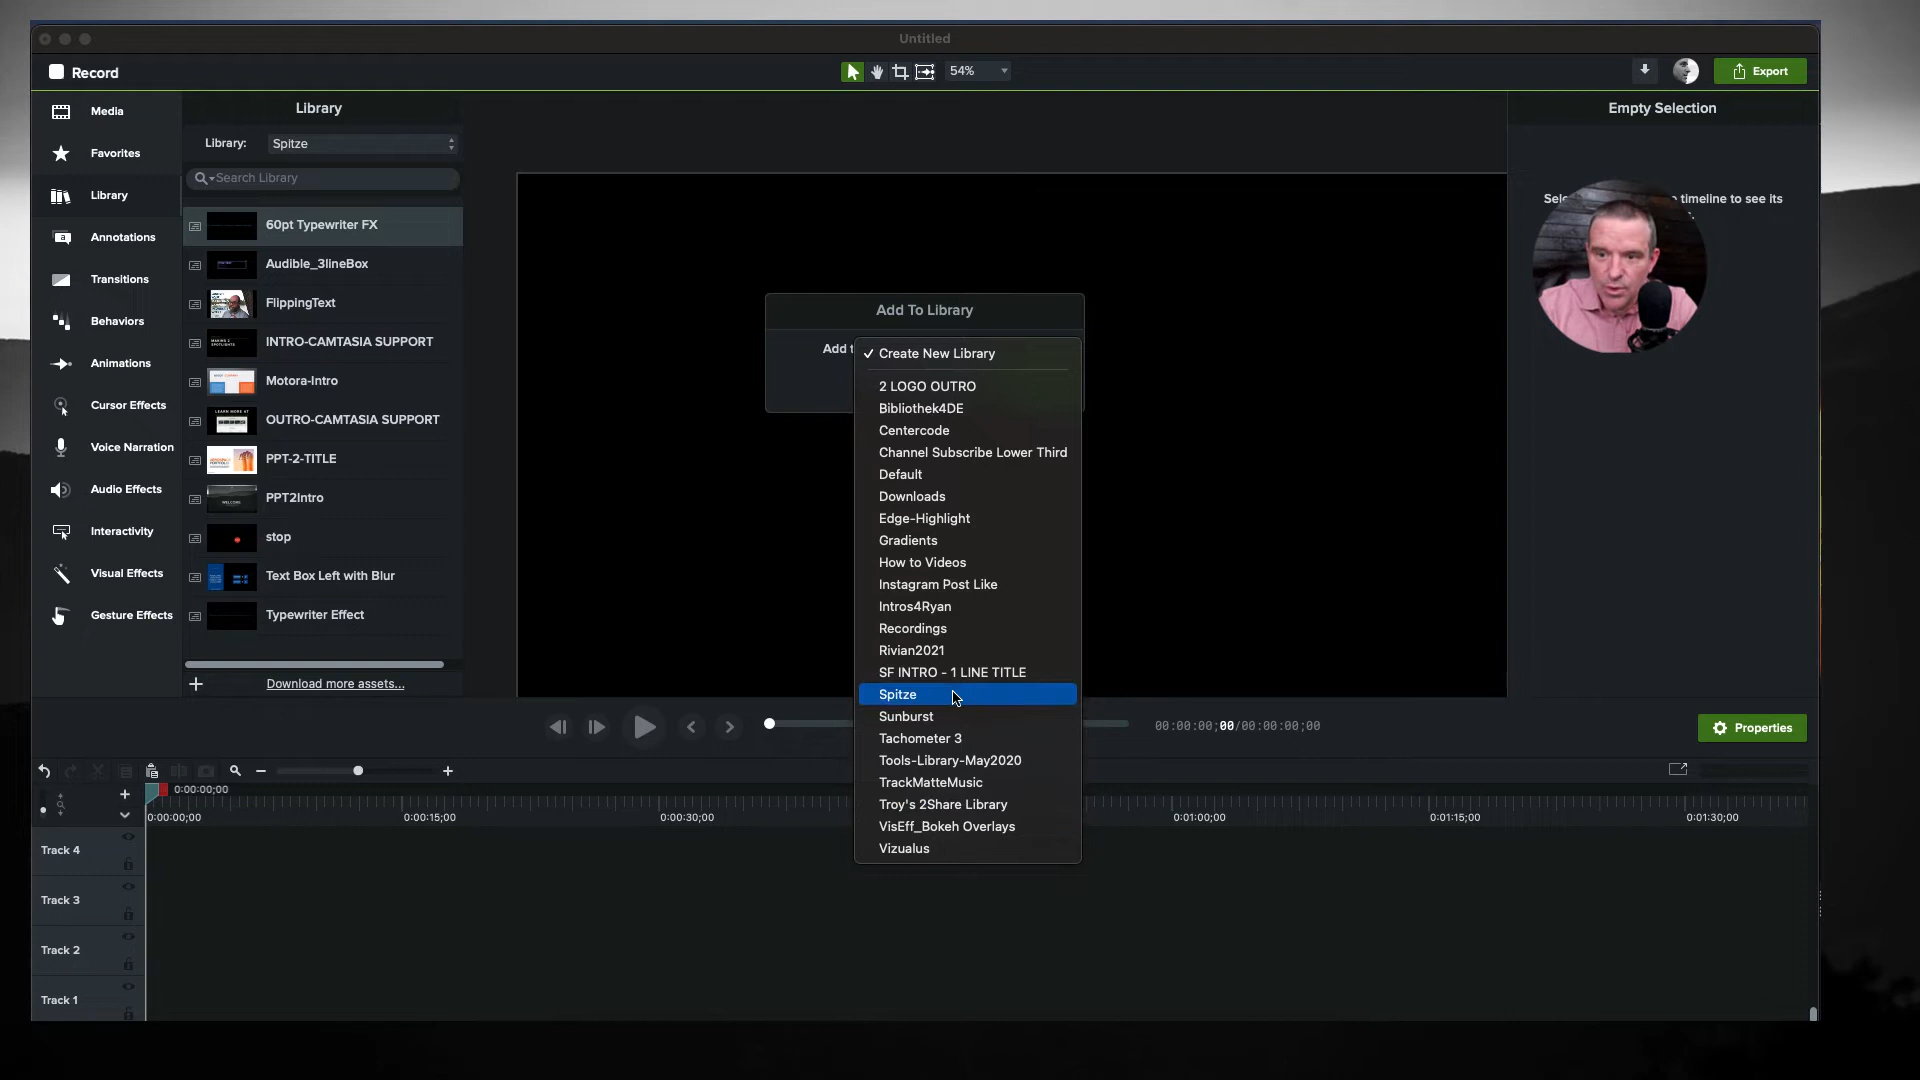 Untitled
Record
54%
Export
Media
Favorites
Library
Annotations
Transitions
Behaviors
Animations
Cursor Effects
Voice Narration
Audio Effects
Interactivity
Visual Effects
Gesture Effects
Library
Library:
Spitze
Search Library
60pt Typewriter FX
Audible_3lineBox
FlippingText
INTRO-CAMTASIA SUPPORT
Motora-Intro
OUTRO-CAMTASIA SUPPORT
PPT-2-TITLE
PPT2Intro
stop
Text Box Left with Blur
Typewriter Effect
Download more assets...
Add To Library
Add t
Create New Library
2 LOGO OUTRO
Bibliothek4DE
Centercode
Channel Subscribe Lower Third
Default
Downloads
Edge-Highlight
Gradients
How to Videos
Instagram Post Like
Intros4Ryan
Recordings
Rivian2021
SF INTRO - 1 LINE TITLE
Spitze
Sunburst
Tachometer 3
Tools-Library-May2020
TrackMatteMusic
Troy's 2Share Library
VisEff_Bokeh Overlays
Vizualus
Empty Selection
Sele timeline to see its
00:00:00;00/00:00:00;00
Properties
0:00:00;00
0:00:00;00
0:00:15;00
0:00:30;00
0:01:00;00
0:01:15;00
0:01:30;00
Track 4
Track 3
Track 2
Track 1